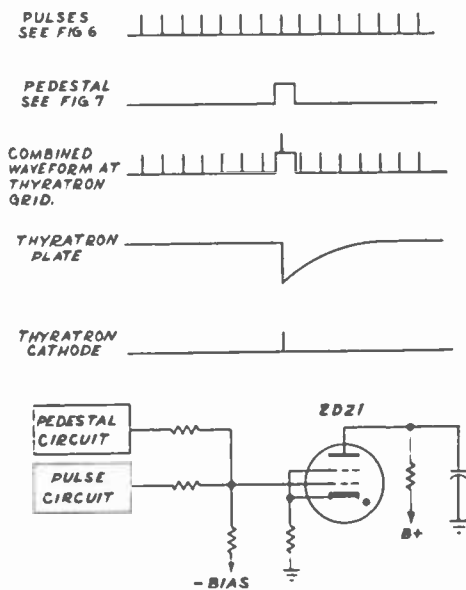 PULSES
SEE FIG 6
PEDESTAL
SEE FIG 7
COMBINED
WAVEFORM AT
THYRATRON
GRID.
THYRATRON
PLATE
THYRATRON
CATHODE
PEDESTAL
CIRCUIT
2D21
PULSE
CIRCUIT
B+
-BIAS